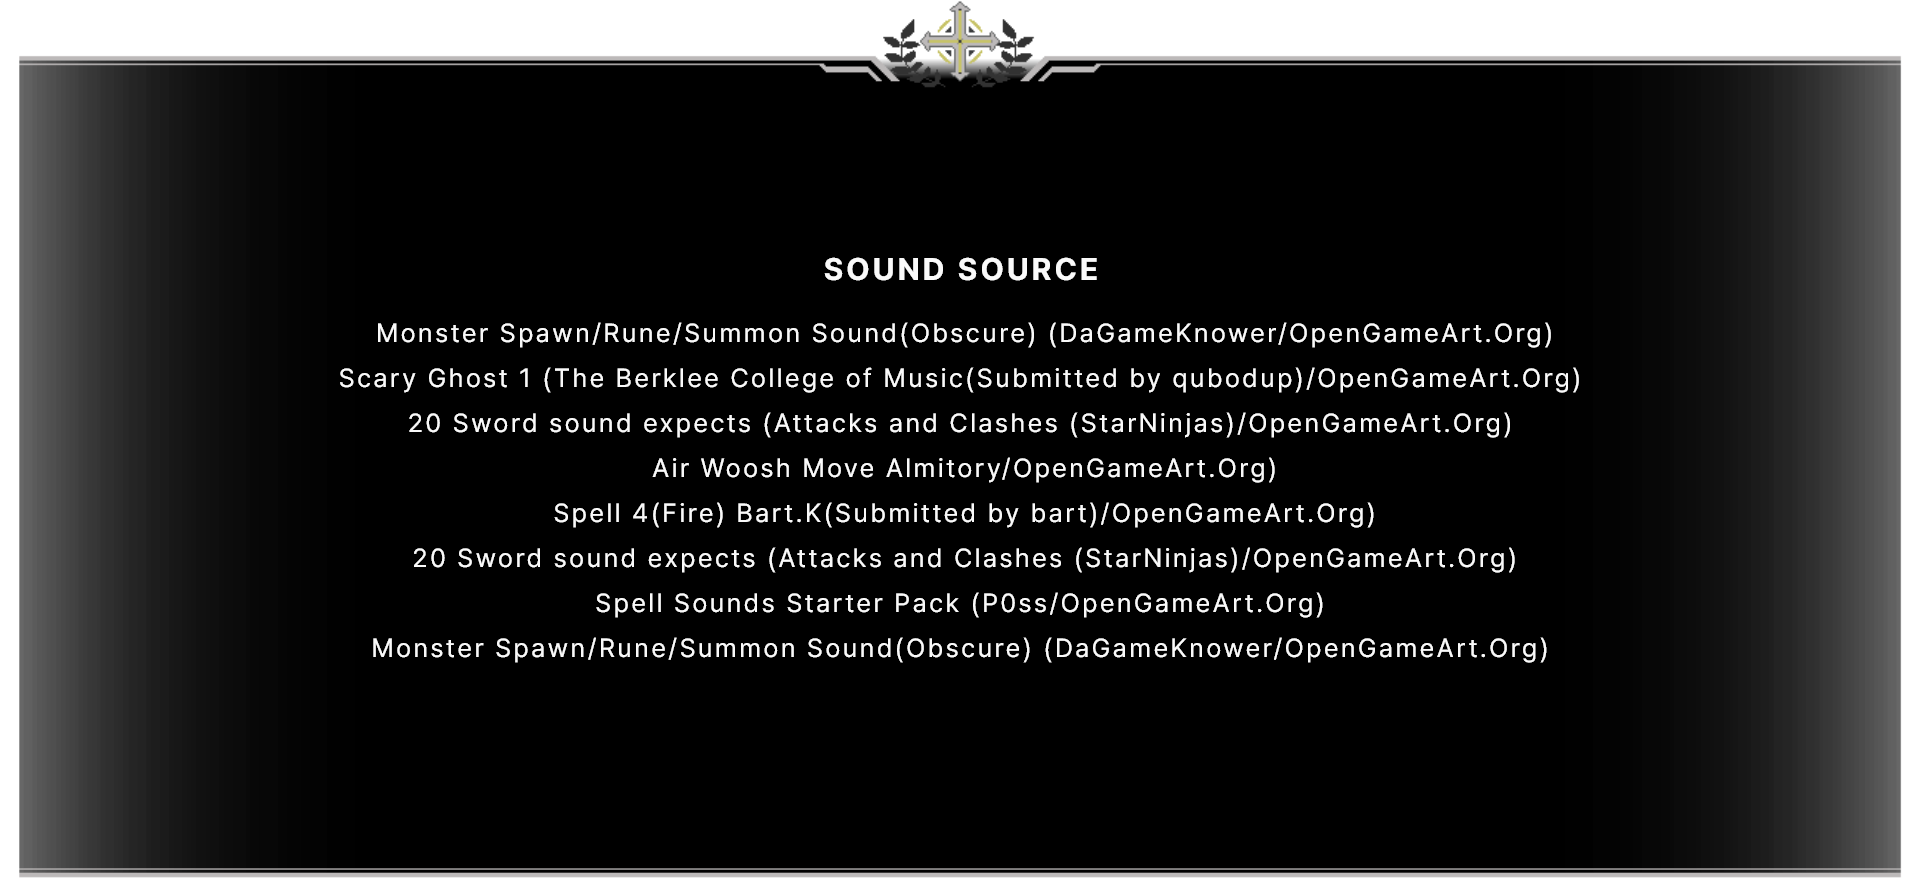 SOUND SOURCE
Monster Spawn/Rune/Summon Sound(Obscure) (DaGameKnower/OpenGameArt.Org)
Scary Ghost 1 (The Berklee College of Music(Submitted by qubodup)/OpenGameArt.Org)
20 Sword sound expects (Attacks and Clashes (StarNinjas)/OpenGameArt.Org)
Air Woosh Move Almitory/OpenGameArt.Org)
Spell 4(Fire) Bart.K(Submitted by bart)/OpenGameArt.Org)
20 Sword sound expects (Attacks and Clashes (StarNinjas)/OpenGameArt.Org)
Spell Sounds Starter Pack (P0ss/OpenGameArt.Org)
Monster Spawn/Rune/Summon Sound(Obscure) (DaGameKnower/OpenGameArt.Org)